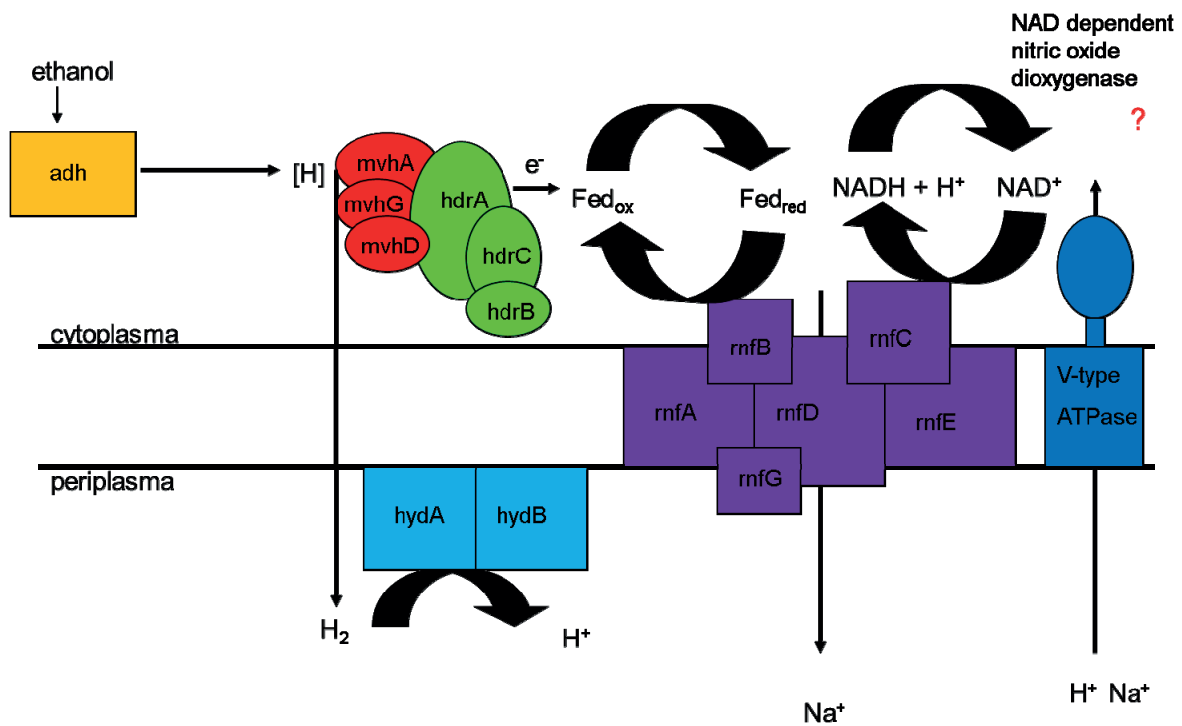 NAD dependent
nitric oxide
dioxygenase
?
ethanol
adh
[H]
mvhA
mvhG
mvhD
hdrA
hdrC
hdrB
e-
Fedox
Fedred
NADH + H+
NAD+
cytoplasma
rnfB
rnfC
rnfA
rnfD
rnfE
rnfG
V-type
ATPase
periplasma
hydA
hydB
H2
H+
Na+
H+ Na+